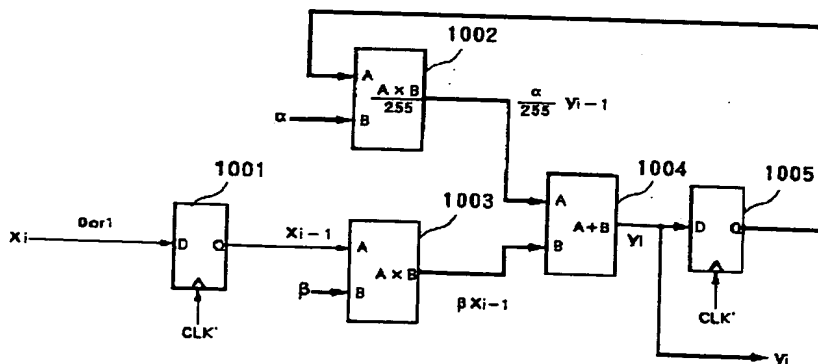 1002
A
A × B
255
B
α
α
255
yi−1
1001
Xi
0or1
D
Q
CLK'
Xi−1
1003
A
A × B
B
β
βXi−1
1004
A
A+B
B
yi
1005
D
Q
CLK'
yi